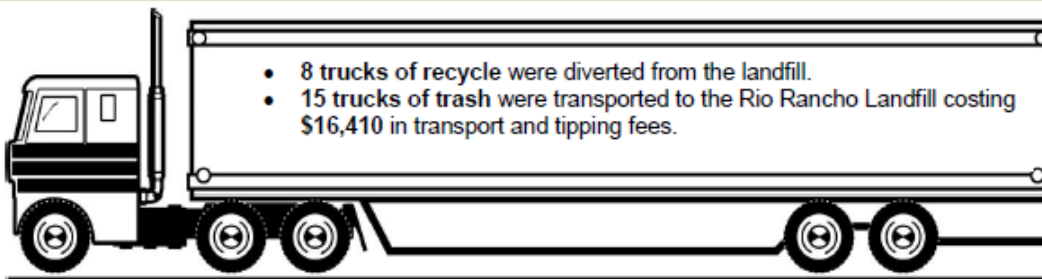 • 8 trucks of recycle were diverted from the landfill.
• 15 trucks of trash were transported to the Rio Rancho Landfill costing
$16,410 in transport and tipping fees.